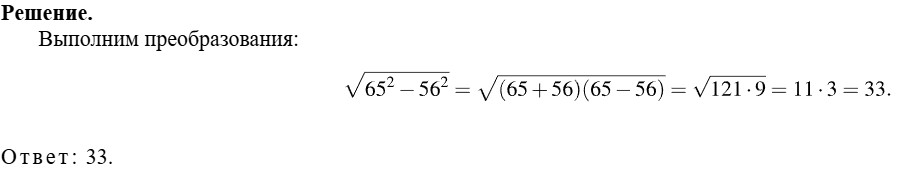 Решение.
Выполним преобразования:
√(65² − 56²) = √((65 + 56)(65 − 56)) = √(121 · 9) = 11 · 3 = 33.
Ответ: 33.